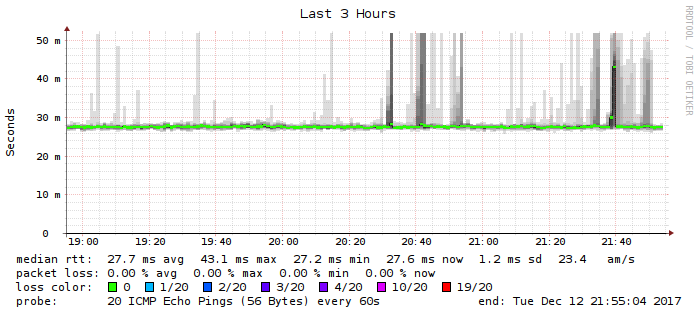 Last 3 Hours
RRDTOOL / TOBI OETIKER
Seconds
50 m
40 m
30 m
20 m
10 m
0
19:00 19:20 19:40 20:00 20:20 20:40 21:00 21:20 21:40
median rtt: 27.7 ms avg 43.1 ms max 27.2 ms min 27.6 ms now 1.2 ms sd 23.4 am/s
packet loss: 0.00 % avg 0.00 % max 0.00 % min 0.00 % now
loss color: 0 1/20 2/20 3/20 4/20 10/20 19/20
probe: 20 ICMP Echo Pings (56 Bytes) every 60s end: Tue Dec 12 21:55:04 2017